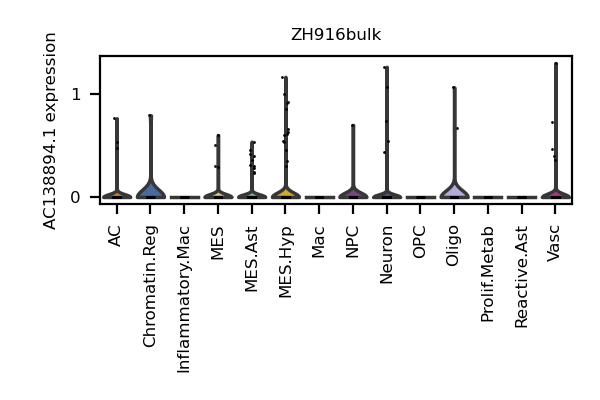 ZH916bulk
AC138894.1 expression
1
0
AC
Chromatin.Reg
Inflammatory.Mac
MES
MES.Ast
MES.Hyp
Mac
NPC
Neuron
OPC
Oligo
Prolif.Metab
Reactive.Ast
Vasc